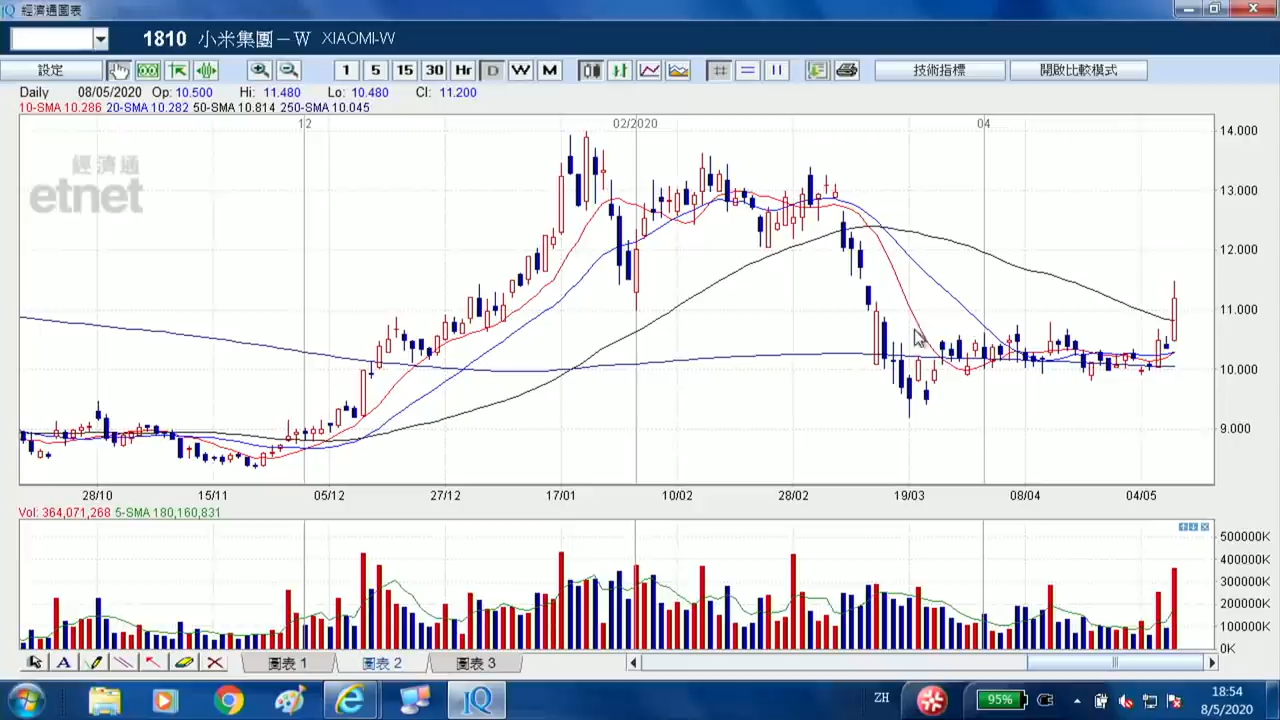 經濟通圖表
1810 小米集團－W XIAOMI-W
設定 1 5 15 30 Hr D W M 技術指標 開啟比較模式
Daily 08/05/2020 Op: 10.500 Hi: 11.480 Lo: 10.480 Cl: 11.200
10-SMA 10.286 20-SMA 10.282 50-SMA 10.814 250-SMA 10.045
12 02/2020 04
14.000
經濟通
etnet
13.000
12.000
11.000
10.000
9.000
28/10 15/11 05/12 27/12 17/01 10/02 28/02 19/03 08/04 04/05
Vol: 364,071,268 5-SMA 180,160,831
500000K
400000K
300000K
200000K
100000K
0K
A 圖表 1 圖表 2 圖表 3
ZH 95% 18:54
8/5/2020